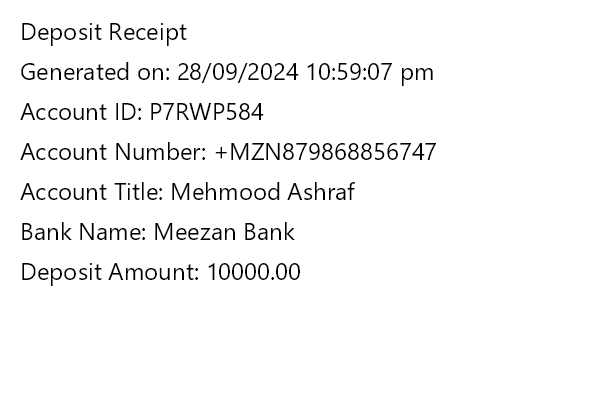 Deposit Receipt
Generated on: 28/09/2024 10:59:07 pm
Account ID: P7RWP584
Account Number: +MZN879868856747
Account Title: Mehmood Ashraf
Bank Name: Meezan Bank
Deposit Amount: 10000.00